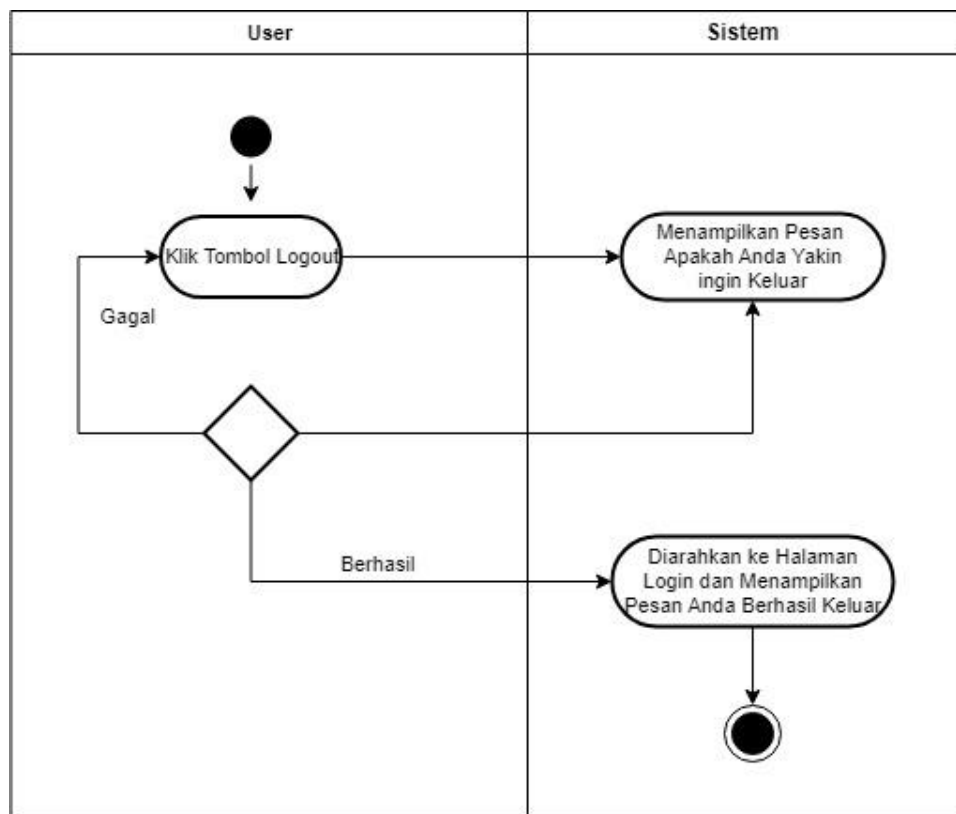 User
Sistem
Klik Tombol Logout
Menampilkan Pesan
Apakah Anda Yakin
ingin Keluar
Gagal
Berhasil
Diarahkan ke Halaman
Login dan Menampilkan
Pesan Anda Berhasil Keluar